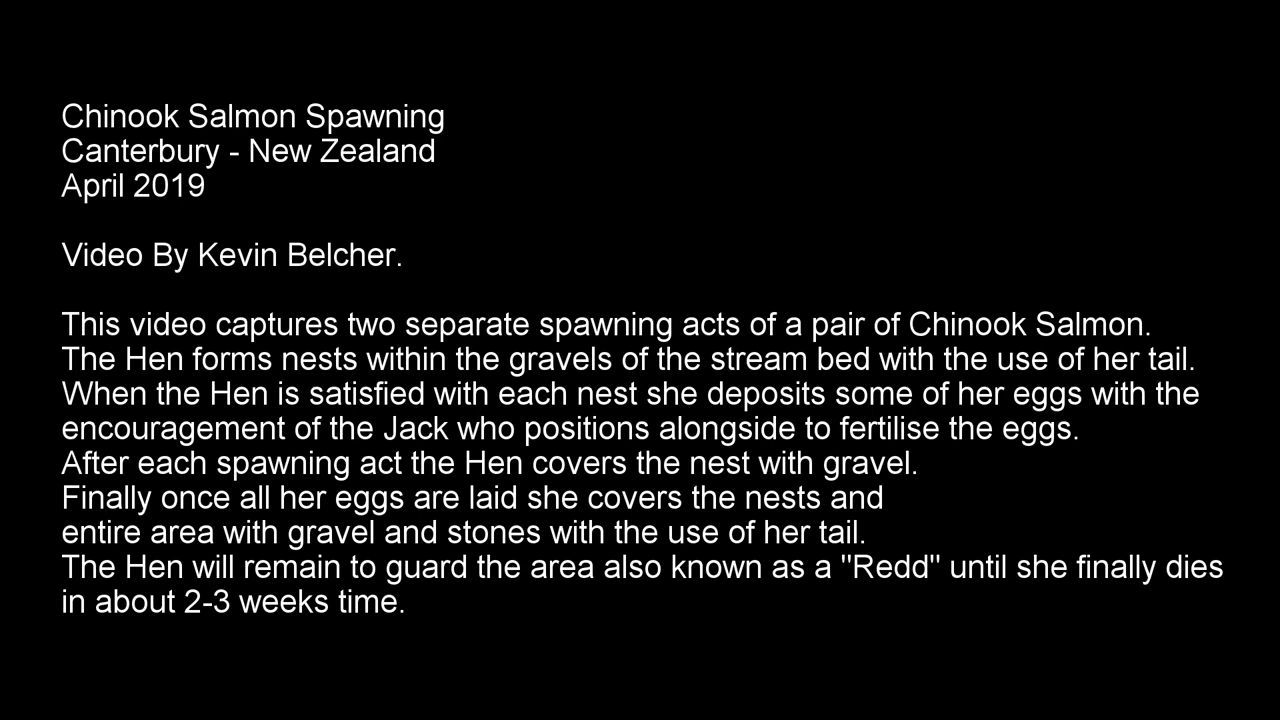 Chinook Salmon Spawning
Canterbury - New Zealand
April 2019
Video By Kevin Belcher.
This video captures two separate spawning acts of a pair of Chinook Salmon.
The Hen forms nests within the gravels of the stream bed with the use of her tail.
When the Hen is satisfied with each nest she deposits some of her eggs with the
encouragement of the Jack who positions alongside to fertilise the eggs.
After each spawning act the Hen covers the nest with gravel.
Finally once all her eggs are laid she covers the nests and
entire area with gravel and stones with the use of her tail.
The Hen will remain to guard the area also known as a "Redd" until she finally dies
in about 2-3 weeks time.